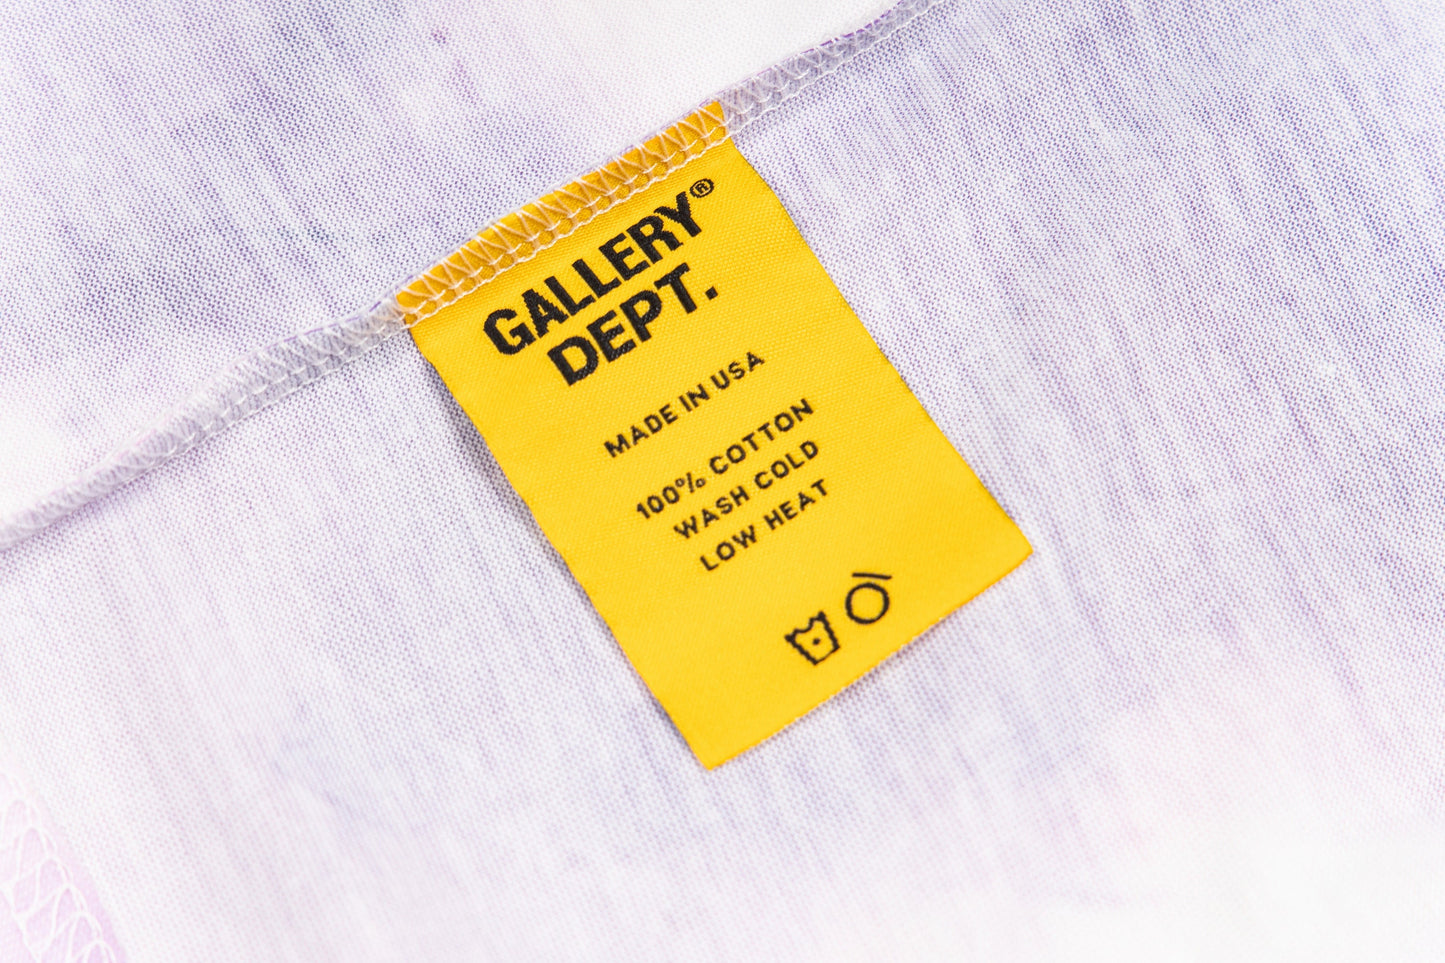 GALLERY®
DEPT.
MADE IN USA
100% COTTON
WASH COLD
LOW HEAT